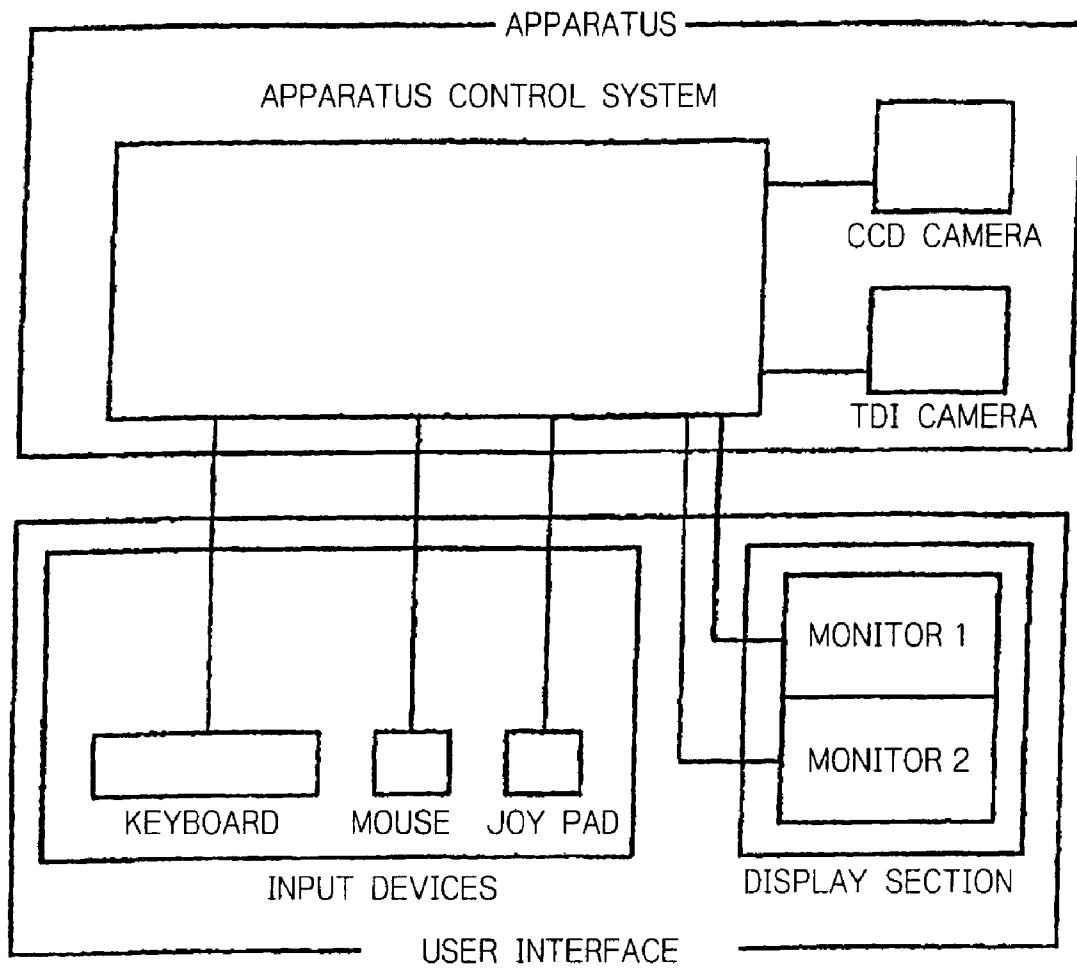 APPARATUS
APPARATUS CONTROL SYSTEM
CCD CAMERA
TDI CAMERA
MONITOR 1
MONITOR 2
KEYBOARD
MOUSE
JOY PAD
INPUT DEVICES
DISPLAY SECTION
USER INTERFACE